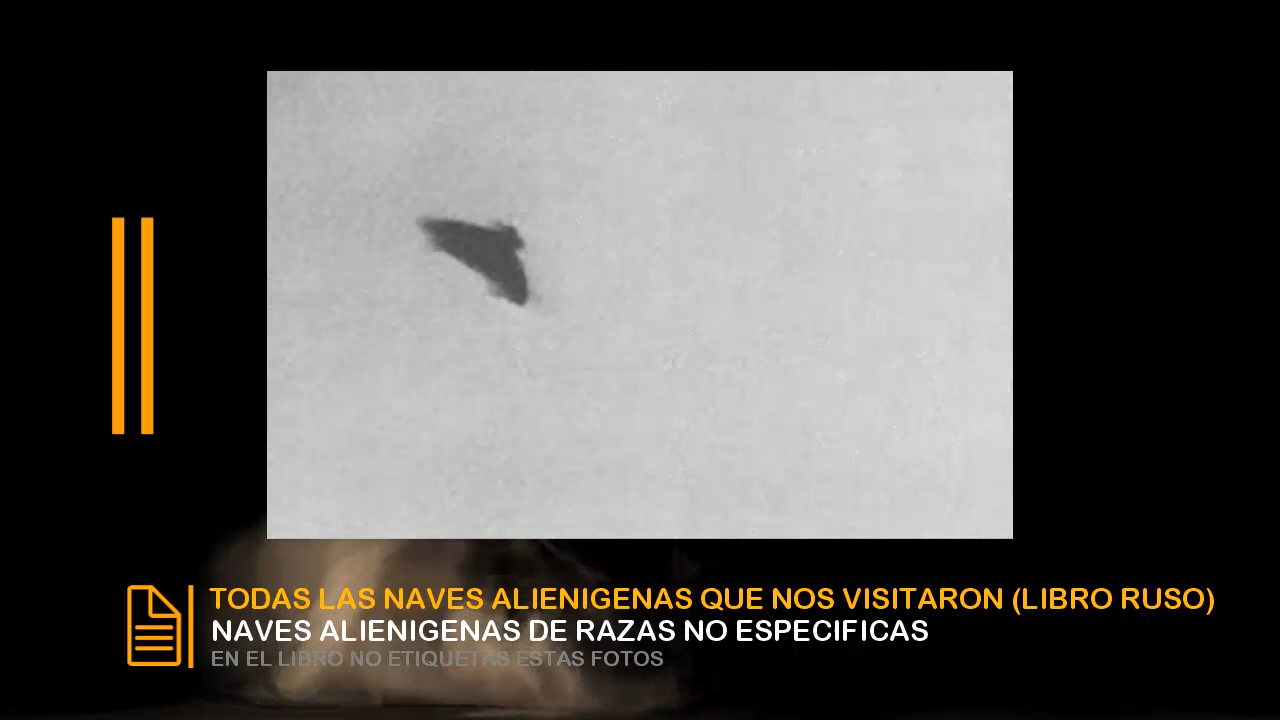 TODAS LAS NAVES ALIENIGENAS QUE NOS VISITARON (LIBRO RUSO)
NAVES ALIENIGENAS DE RAZAS NO ESPECIFICAS
EN EL LIBRO NO ETIQUETAS ESTAS FOTOS